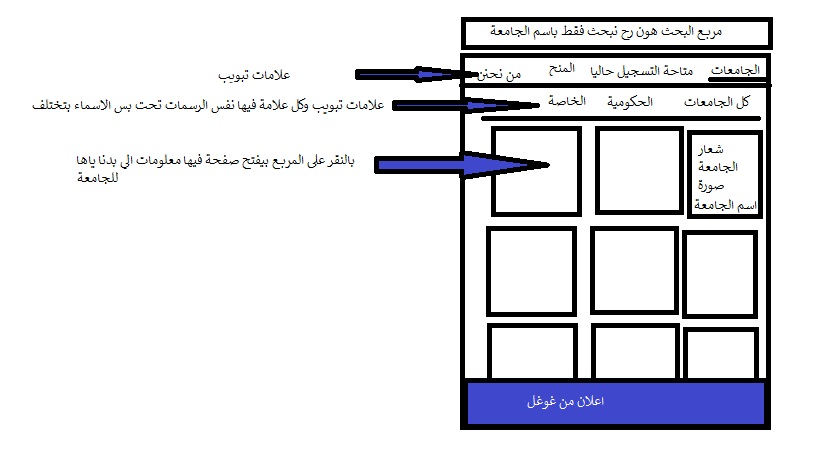 مربع البحث هون رح نبحث فقط باسم الجامعة
الجامعات
متاحة التسجيل حاليا
المنح
من نحنن
علامات تبويب
كل الجامعات
الحكومية
الخاصة
علامات تبويب وكل علامة فيها نفس الرسمات تحت بس الاسماء بتختلف
شعار
الجامعة
صورة
اسم الجامعة
بالنقر على المربع بيفتح صفحة فيها معلومات الي بدنا ياها
للجامعة
اعلان من غوغل